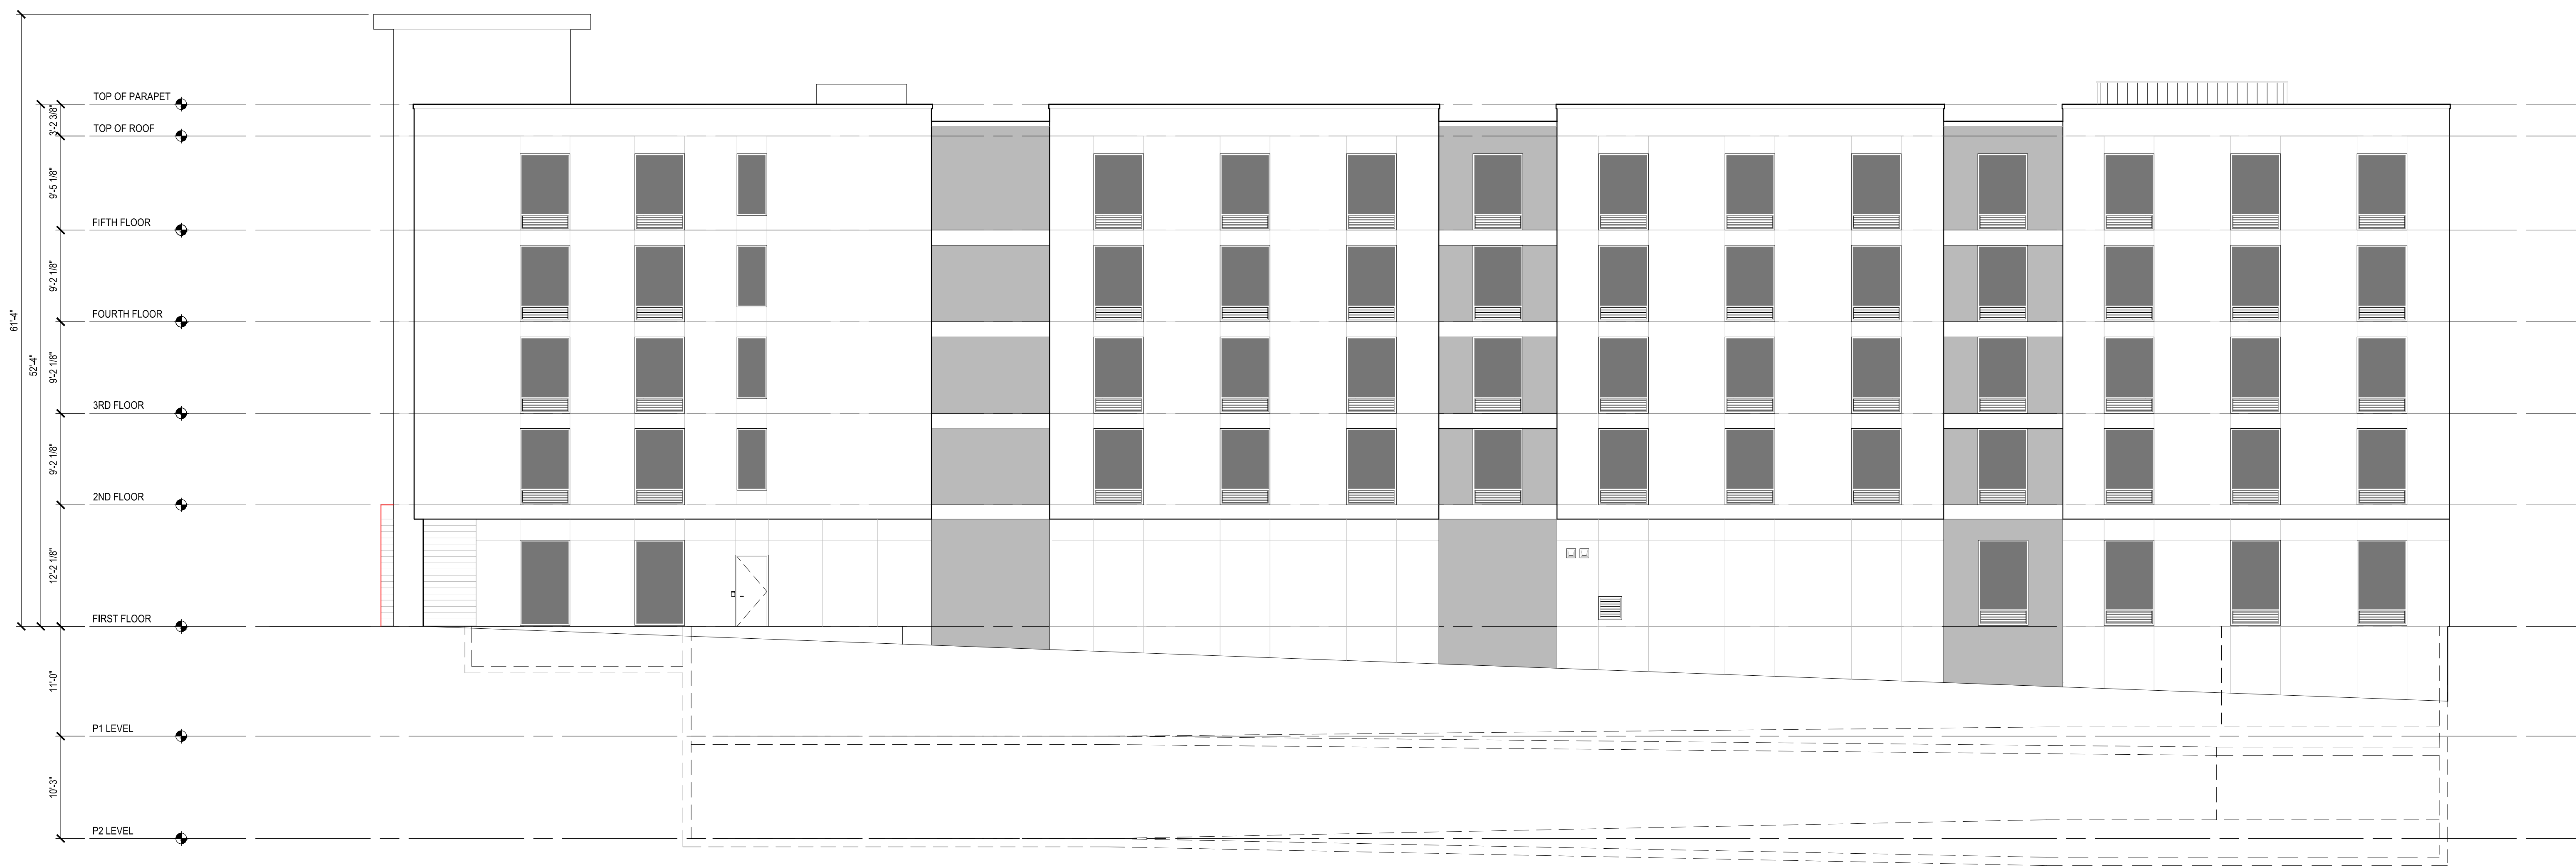 TOP OF PARAPET
3'-2 3/8"
TOP OF ROOF
9'-5 1/8"
FIFTH FLOOR
9'-2 1/8"
FOURTH FLOOR
61'-4"
52'-4"
9'-2 1/8"
3RD FLOOR
9'-2 1/8"
2ND FLOOR
12'-2 1/8"
FIRST FLOOR
11'-0"
P1 LEVEL
10'-3"
P2 LEVEL